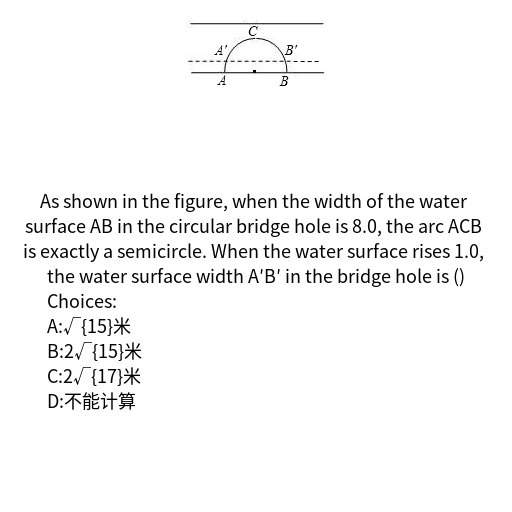 C
A′ B′
A B
As shown in the figure, when the width of the water
surface AB in the circular bridge hole is 8.0, the arc ACB
is exactly a semicircle. When the water surface rises 1.0,
the water surface width A′B′ in the bridge hole is ()
Choices:
A:√{15}米
B:2√{15}米
C:2√{17}米
D:不能计算